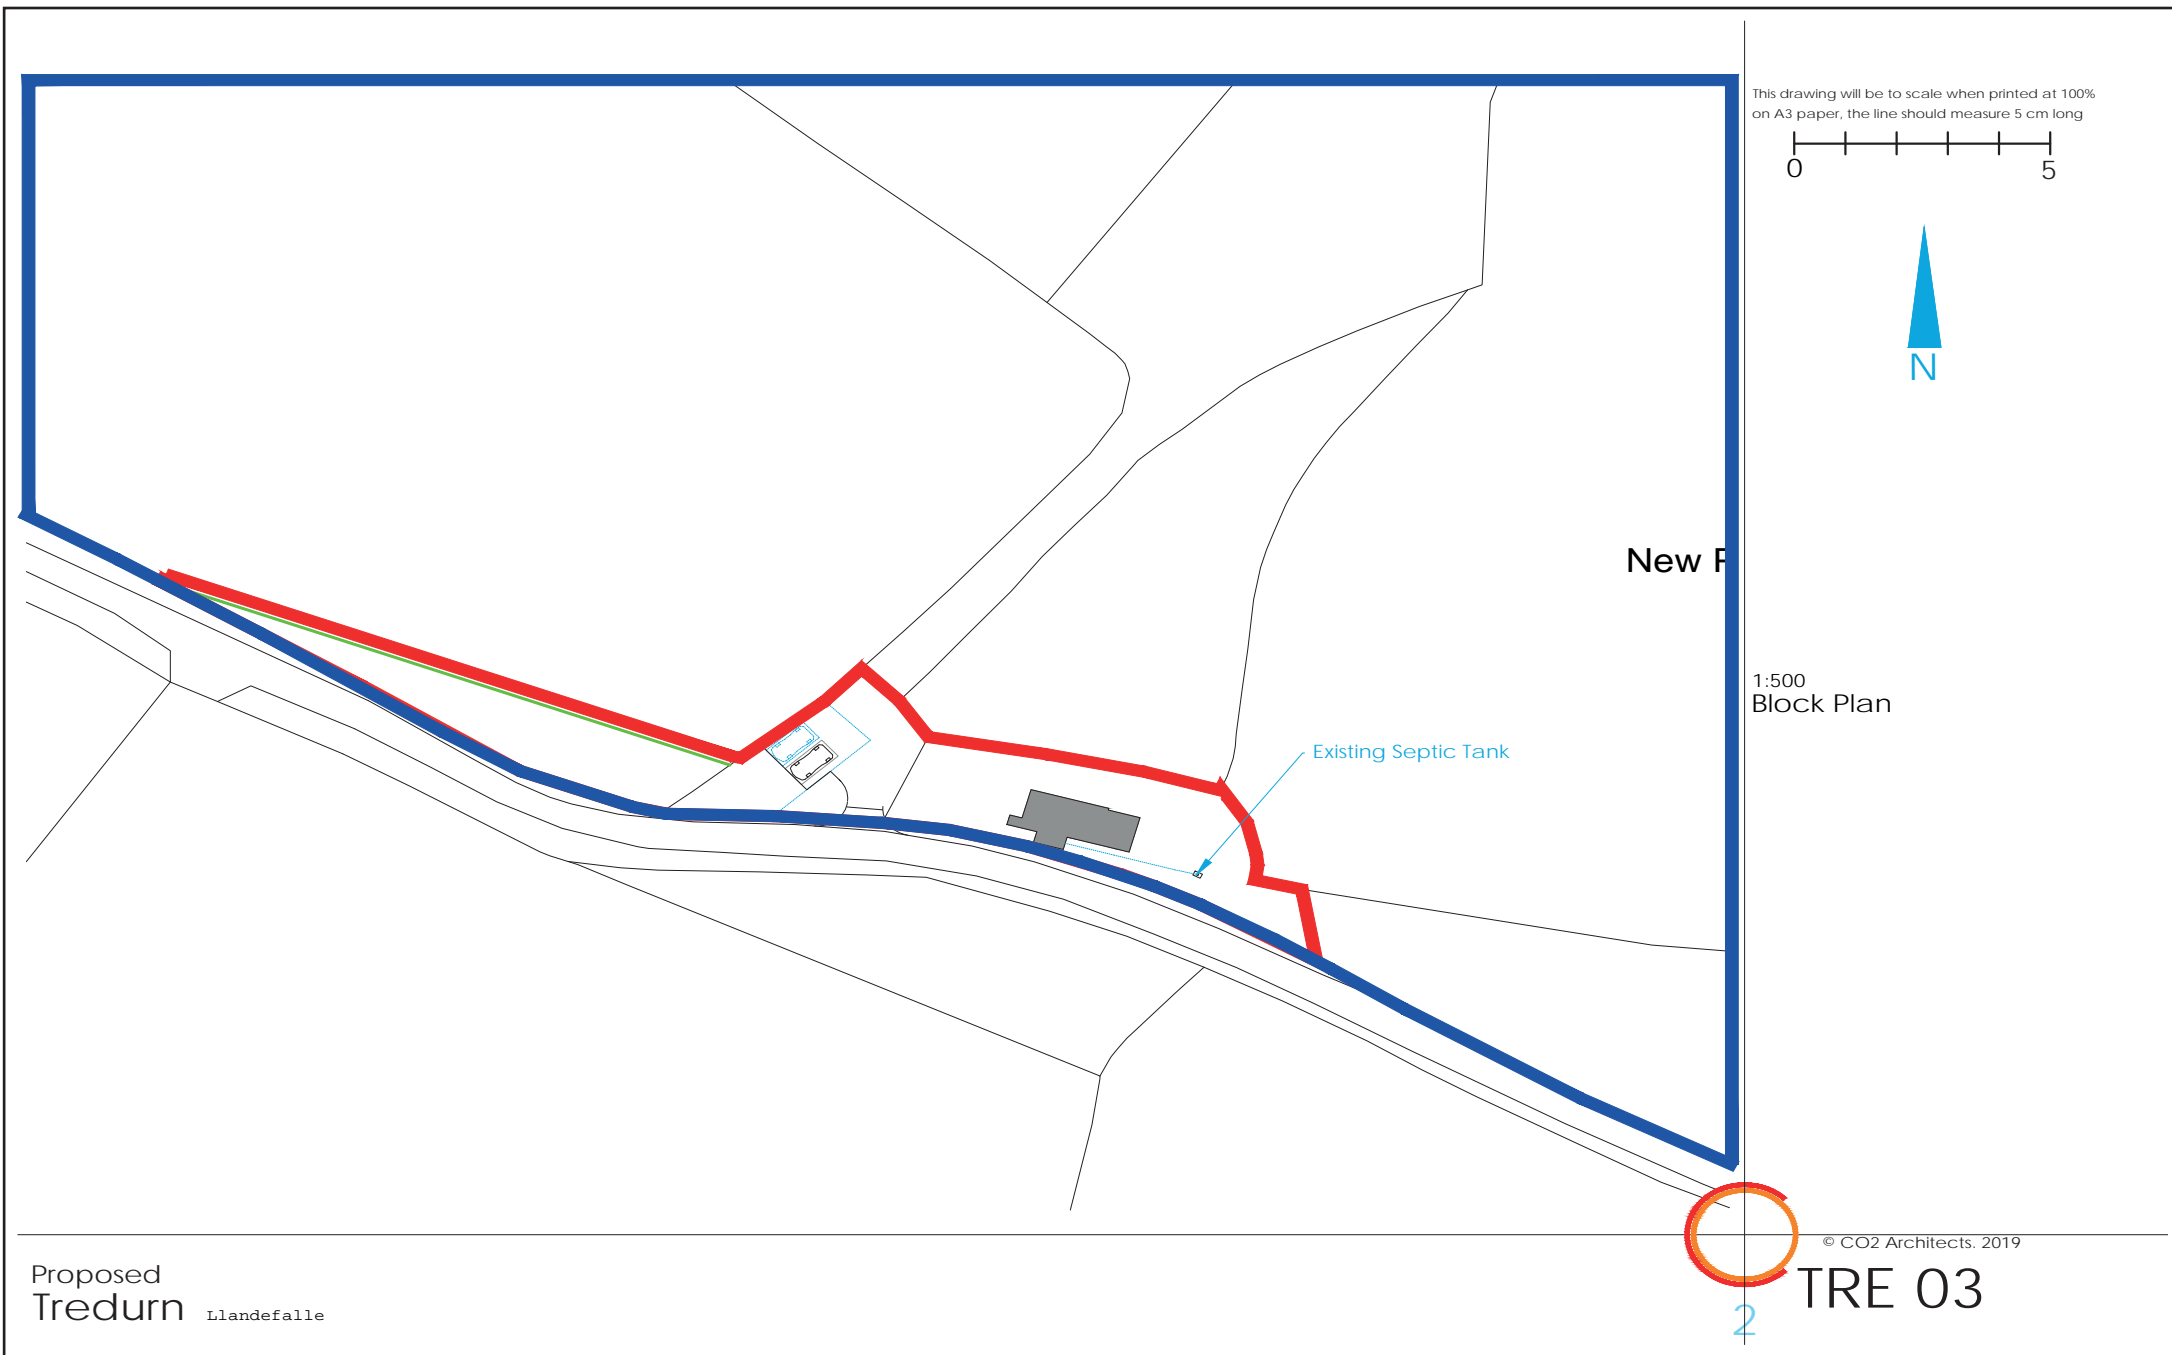 This drawing will be to scale when printed at 100%
on A3 paper, the line should measure 5 cm long
0 5
N
New
1:500
Block Plan
Existing Septic Tank
© CO2 Architects. 2019
TRE 03
2
Proposed
Tredurn Llandefalle